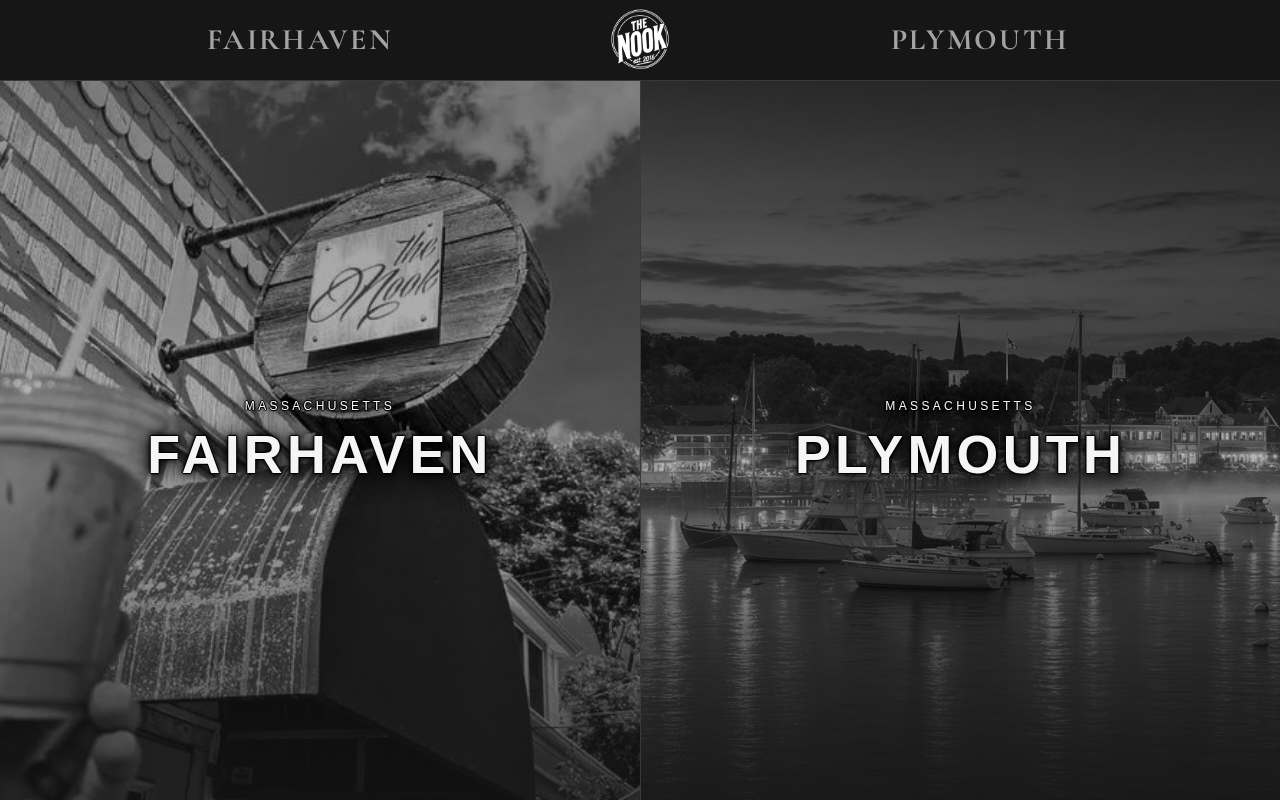 FAIRHAVEN
THE
NOOK
est. 2016
PLYMOUTH
the
Nook
MASSACHUSETTS
FAIRHAVEN
MASSACHUSETTS
PLYMOUTH